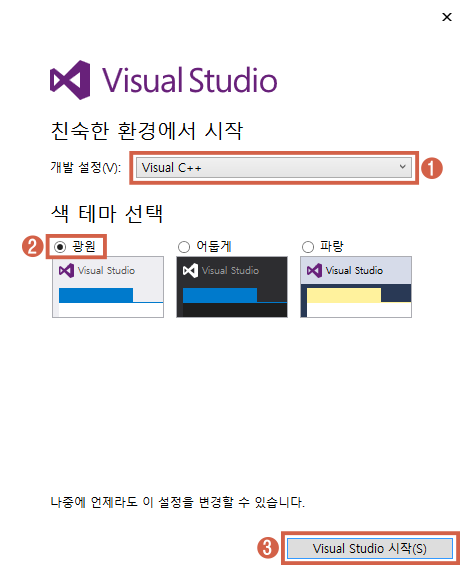 Visual Studio
친숙한 환경에서 시작
개발 설정(V): Visual C++ 1
색 테마 선택
2 광원 어둡게 파랑
Visual Studio Visual Studio Visual Studio
나중에 언제라도 이 설정을 변경할 수 있습니다.
3 Visual Studio 시작(S)